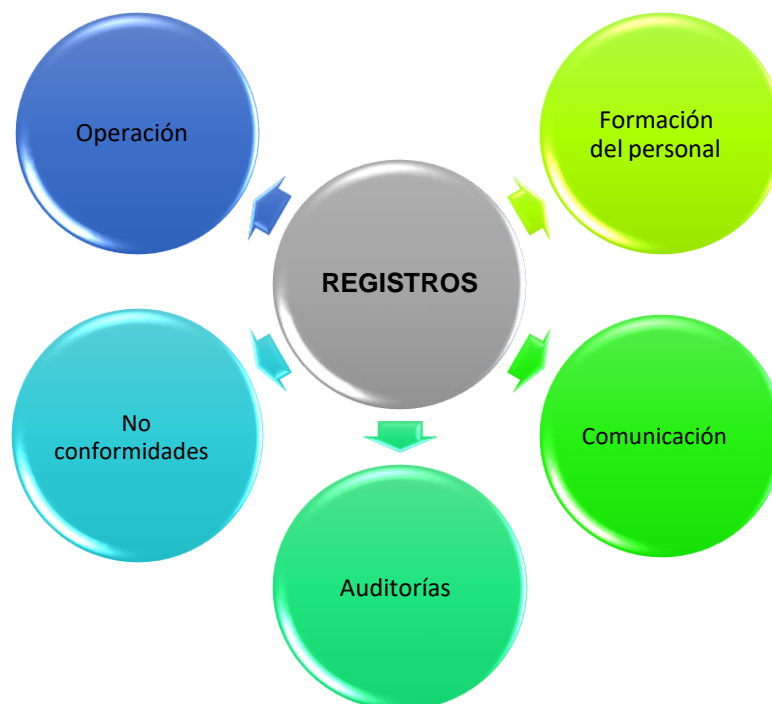 Operación
Formación
del personal
REGISTROS
No
conformidades
Comunicación
Auditorías